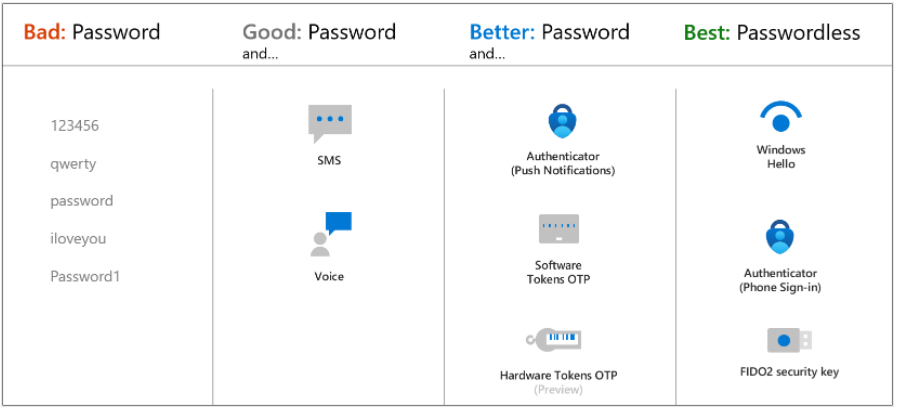 Bad: Password
Good: Password
and...
Better: Password
and...
Best: Passwordless
123456
qwerty
password
iloveyou
Password1
SMS
Voice
Authenticator
(Push Notifications)
Software
Tokens OTP
Hardware Tokens OTP
(Preview)
Windows
Hello
Authenticator
(Phone Sign-in)
FIDO2 security key